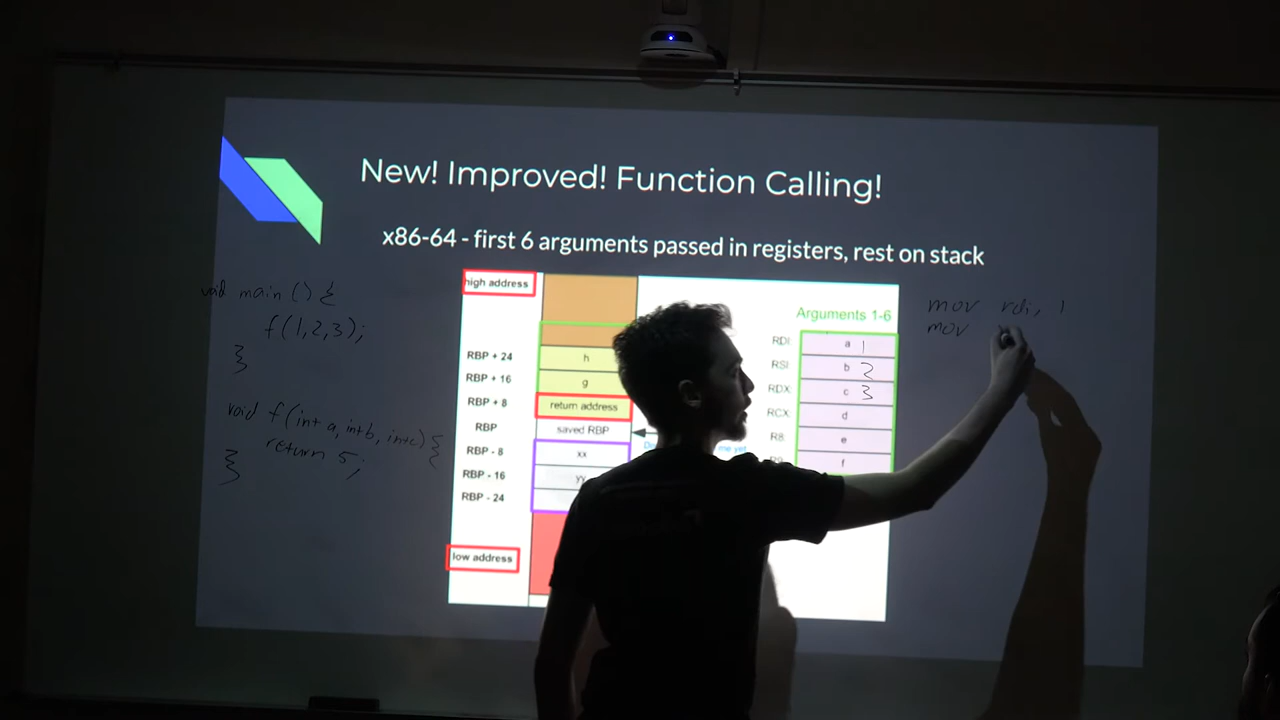 New! Improved! Function Calling!
x86-64 - first 6 arguments passed in registers, rest on stack
void main () {
f(1,2,3);
}
void f(int a, int b, int c) {
return 5;
}
high address
RBP + 24 h
RBP + 16 g
RBP + 8 return address
RBP saved RBP
RBP - 8 xx
RBP - 16 yy
RBP - 24
low address
Arguments 1-6
RDI a 1
RSI b 2
RDX c 3
RCX d
R8 e
R9 f
mov rdi, 1
mov